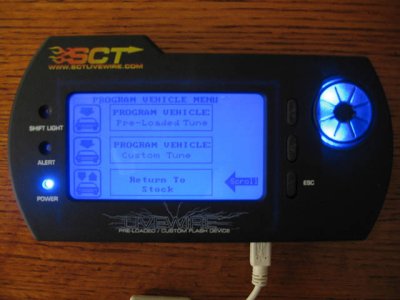 SCT
WWW.SCTLIVEWIRE.COM
PROGRAM VEHICLE MENU
PROGRAM VEHICLE
Pre-Loaded Tune
SHIFT LIGHT
PROGRAM VEHICLE
Custom Tune
ALERT
Return To
Stock
Scroll
ESC
POWER
LIVEWIRE
PRE-LOADED / CUSTOM FLASH DEVICE